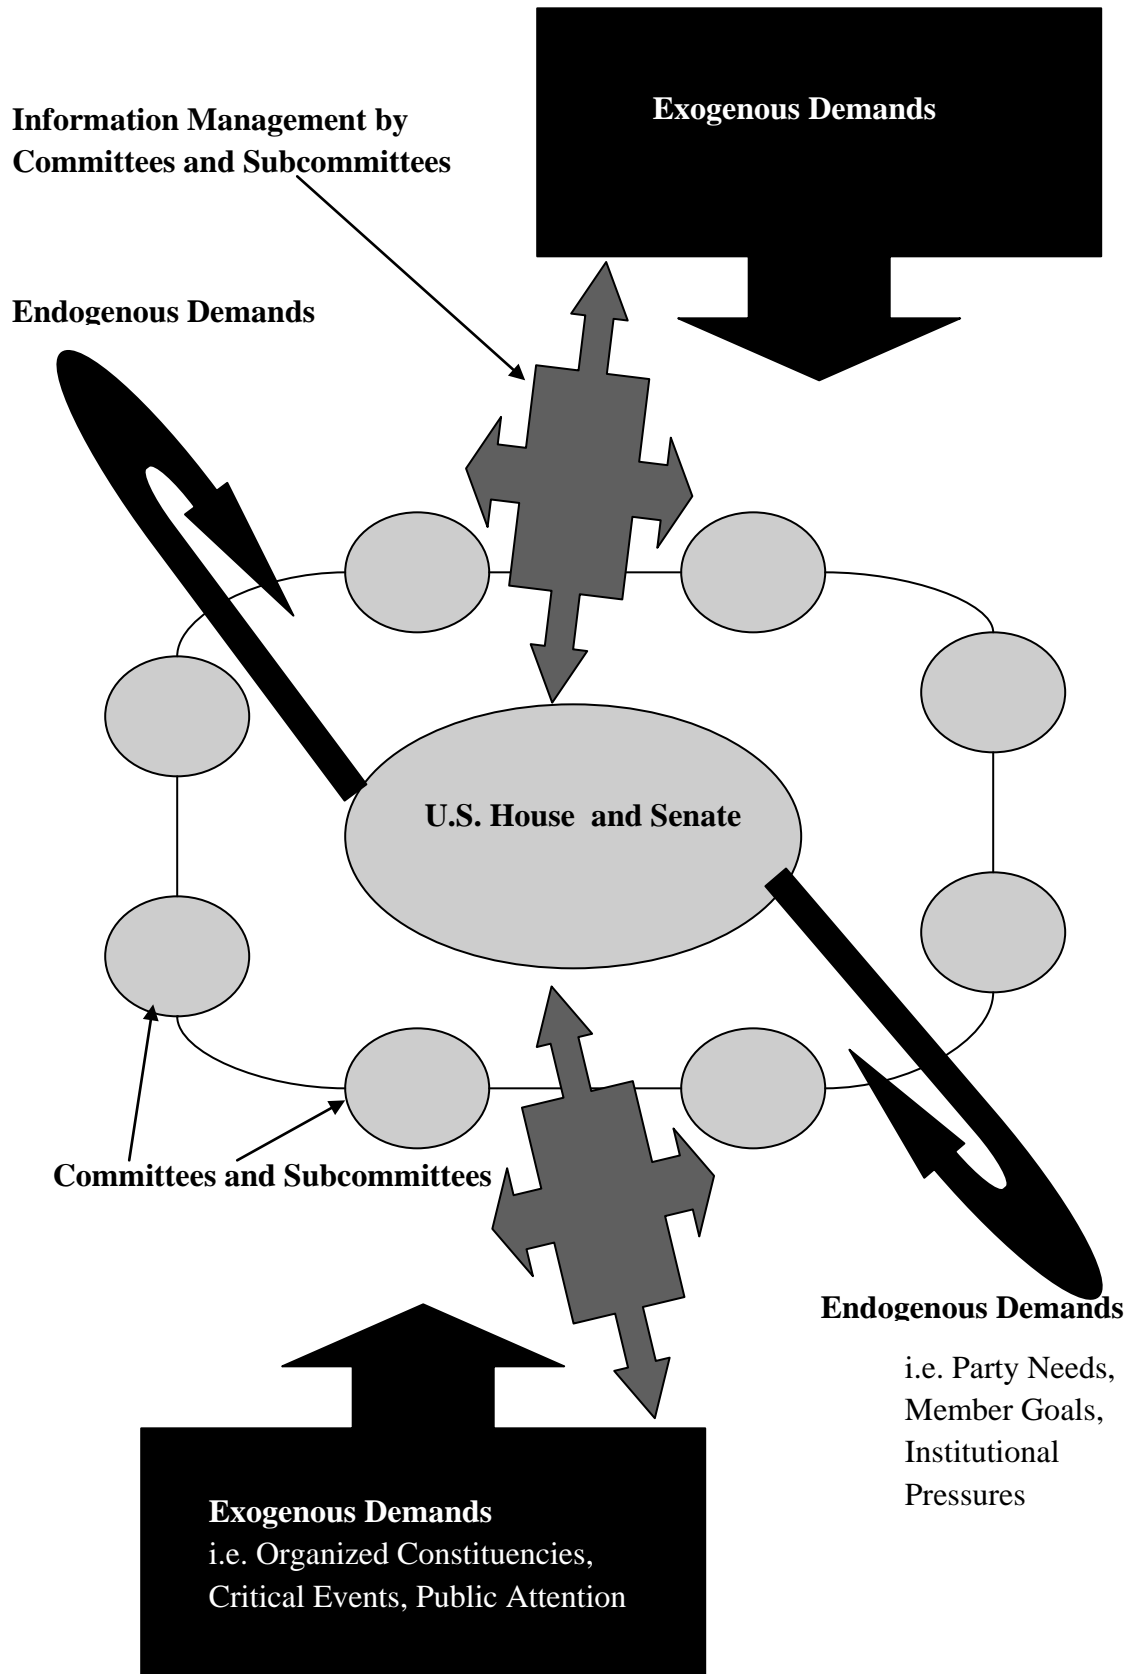 Exogenous Demands
Information Management by
Committees and Subcommittees
Endogenous Demands
U.S. House  and Senate
Committees and Subcommittees
Endogenous Demands
i.e. Party Needs,
Member Goals,
Institutional
Pressures
Exogenous Demands
i.e. Organized Constituencies,
Critical Events, Public Attention